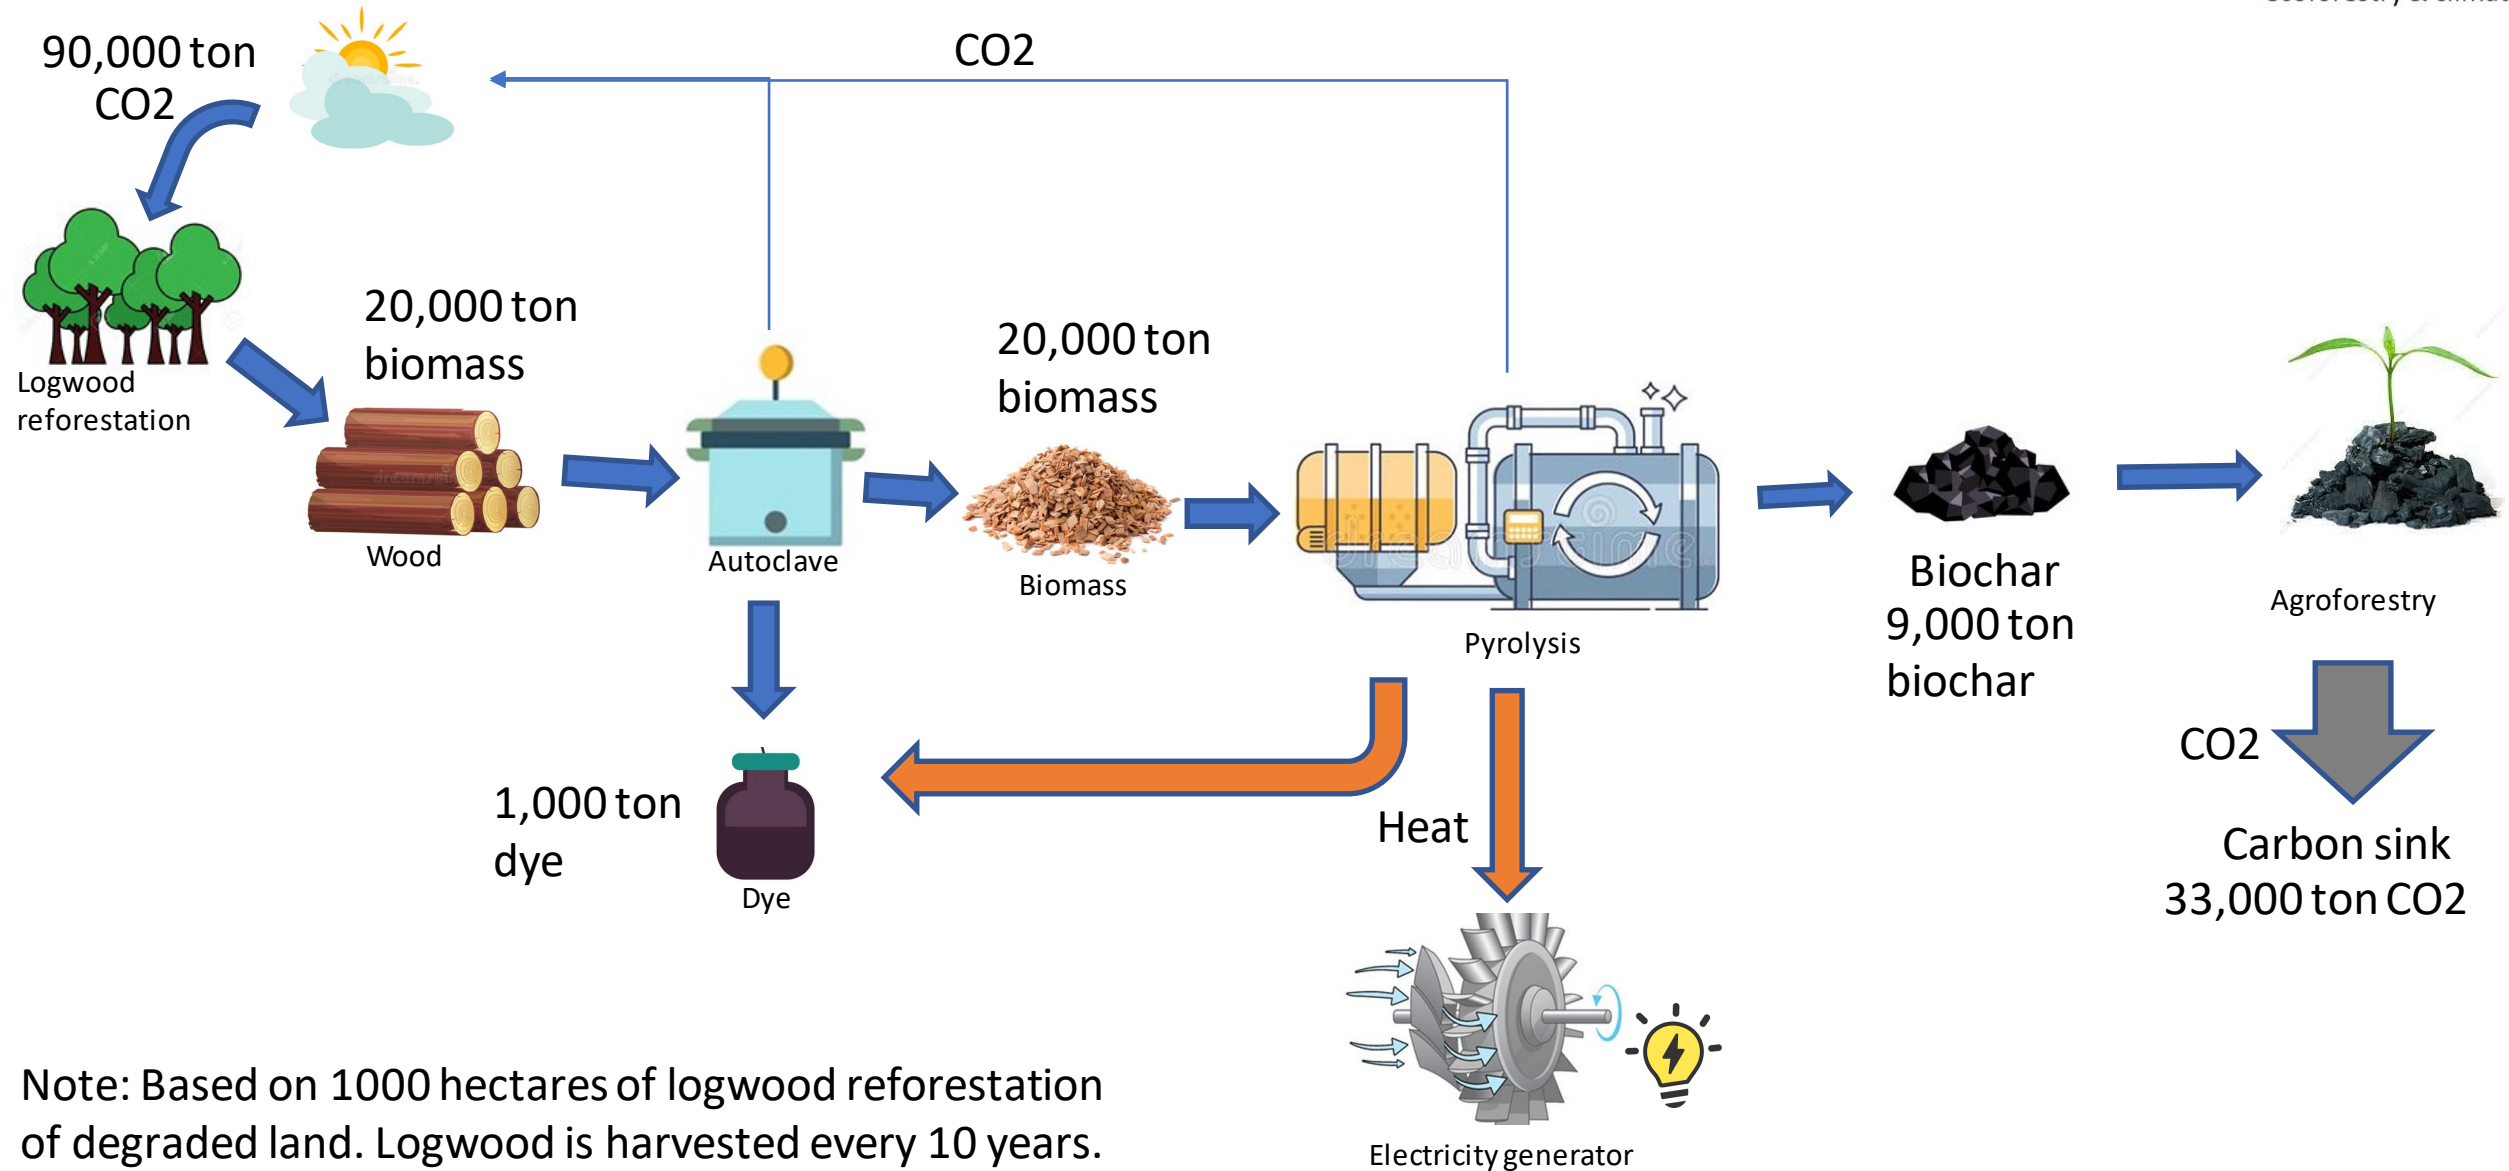 90,000 ton
CO2
CO2
Logwood
reforestation
20,000 ton
biomass
Wood
Autoclave
20,000 ton
biomass
Biomass
Pyrolysis
Biochar
9,000 ton
biochar
Agroforestry
CO2
Carbon sink
33,000 ton CO2
1,000 ton
dye
Dye
Heat
Electricity generator
Note: Based on 1000 hectares of logwood reforestation
of degraded land. Logwood is harvested every 10 years.